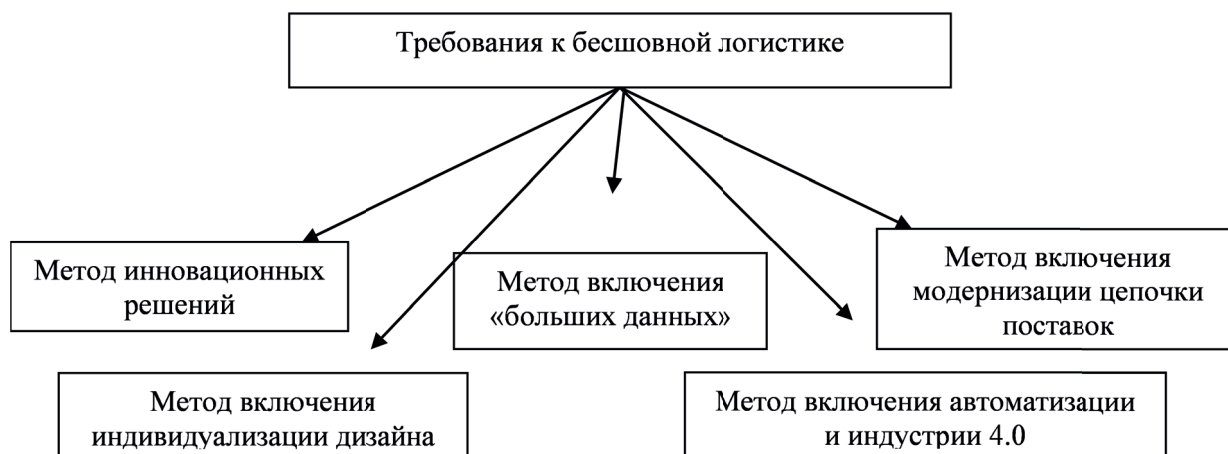 Требования к бесшовной логистике
Метод инновационных
решений
Метод включения
«больших данных»
Метод включения
модернизации цепочки
поставок
Метод включения
индивидуализации дизайна
Метод включения автоматизации
и индустрии 4.0